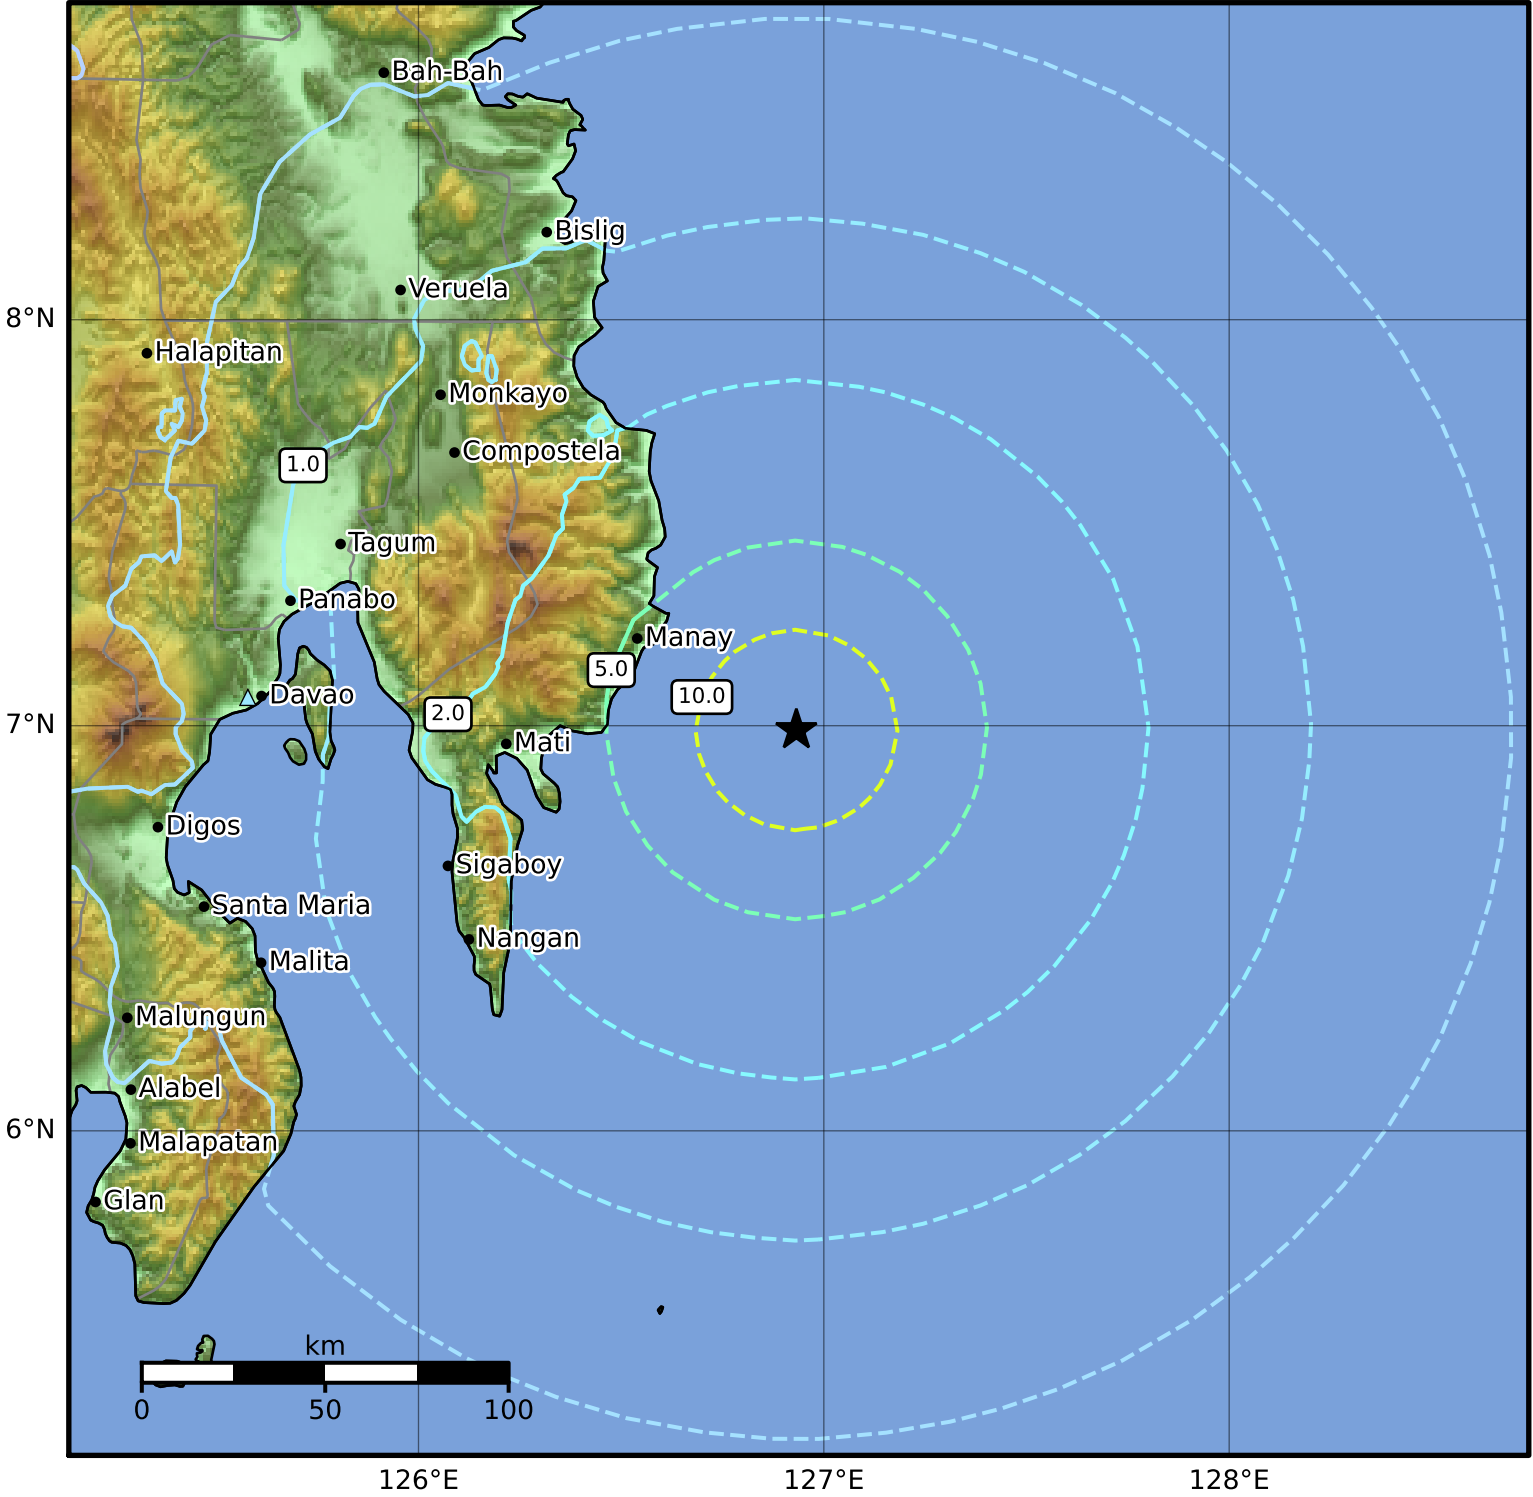 Bah-Bah
Bislig
Veruela
8°N
Halapitan
Monkayo
Compostela
1.0
Tagum
Panabo
Manay
5.0
Davao
10.0
2.0
7°N
Mati
Digos
Sigaboy
Santa Maria
Nangan
Malita
Malungun
Alabel
6°N
Malapatan
Glan
km
0 50 100
126°E 127°E 128°E